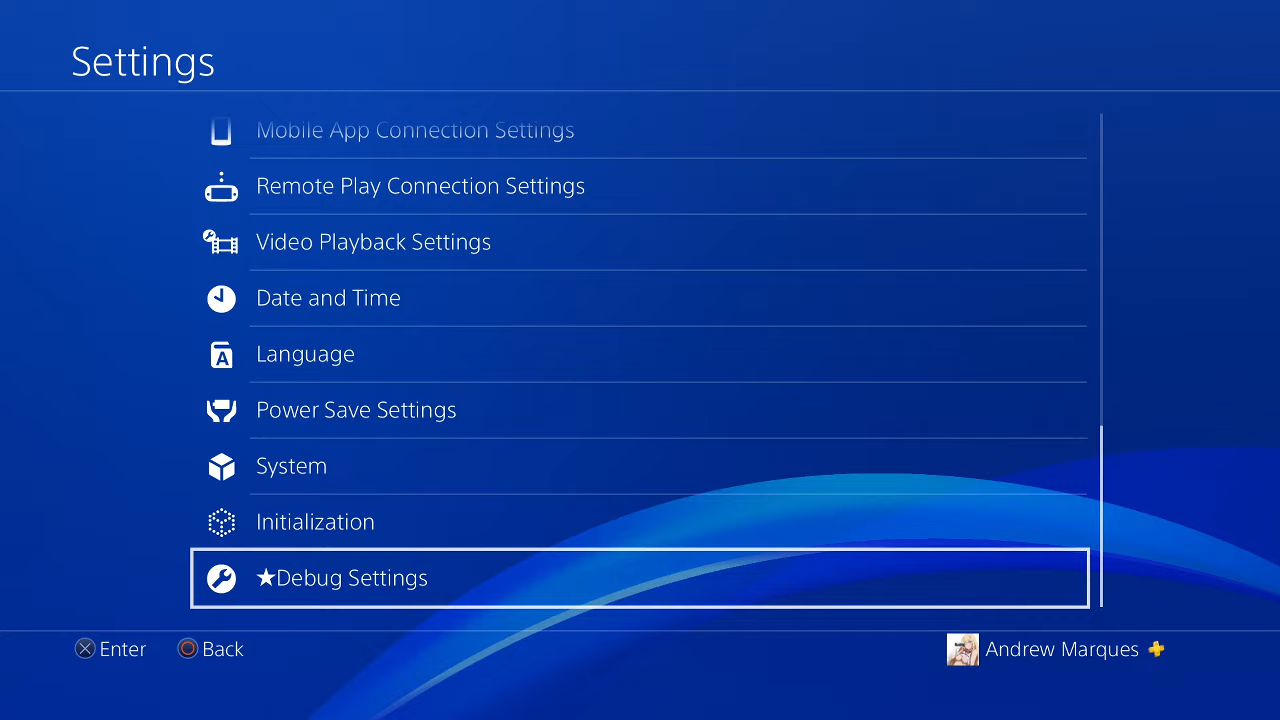 Settings
Mobile App Connection Settings
Remote Play Connection Settings
Video Playback Settings
Date and Time
Language
Power Save Settings
System
Initialization
★Debug Settings
Enter
Back
Andrew Marques